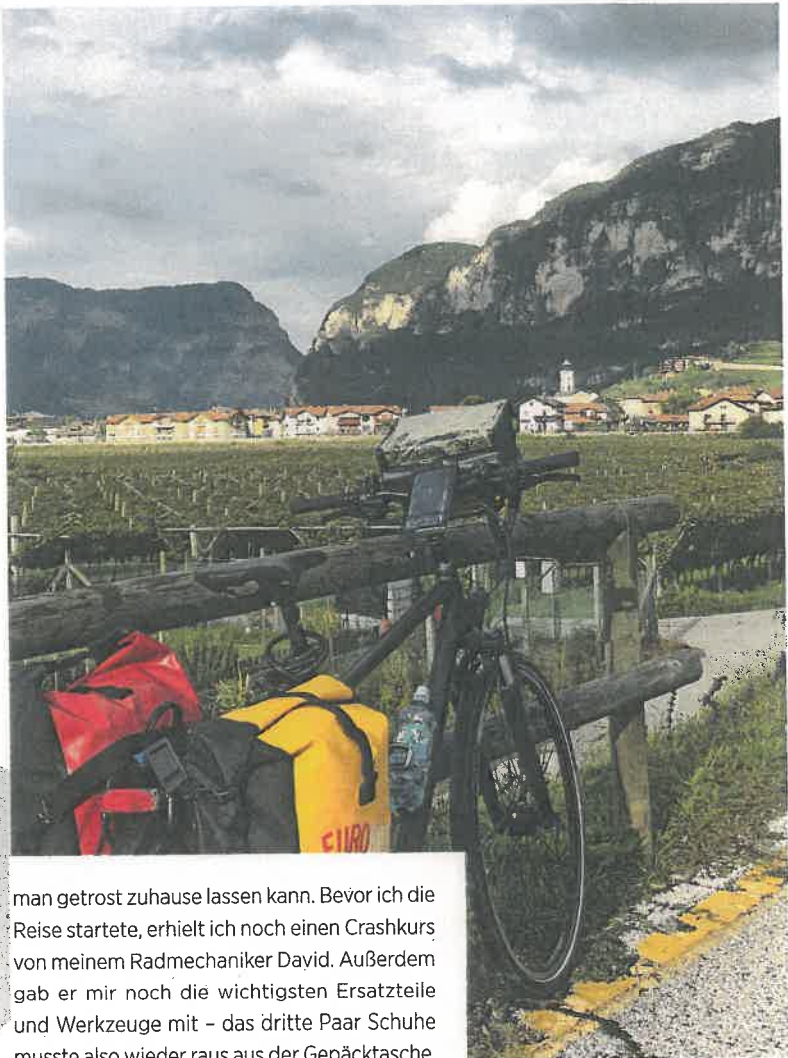 EURO
man getrost zuhause lassen kann. Bevor ich die
Reise startete, erhielt ich noch einen Crashkurs
von meinem Radmechaniker David. Außerdem
gab er mir noch die wichtigsten Ersatzteile
und Werkzeuge mit – das dritte Paar Schuhe
musste also wieder raus aus der Gepäcktasche